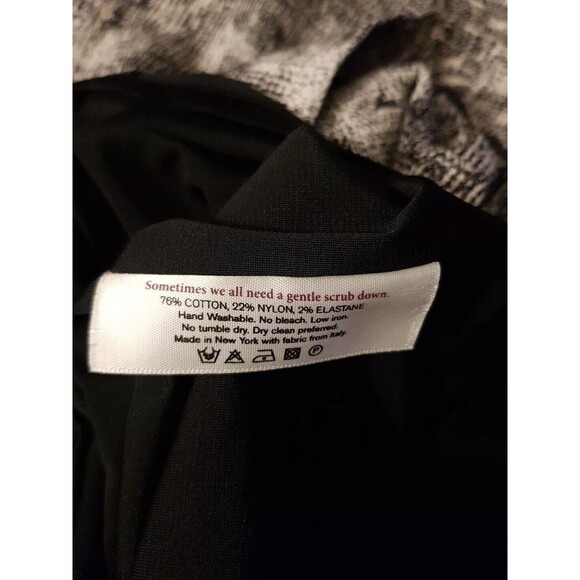 Sometimes we all need a gentle scrub down.
76% COTTON, 22% NYLON, 2% ELASTANE
Hand Washable. No bleach. Low iron.
No tumble dry. Dry clean preferred.
Made in New York with fabric from Italy.
P